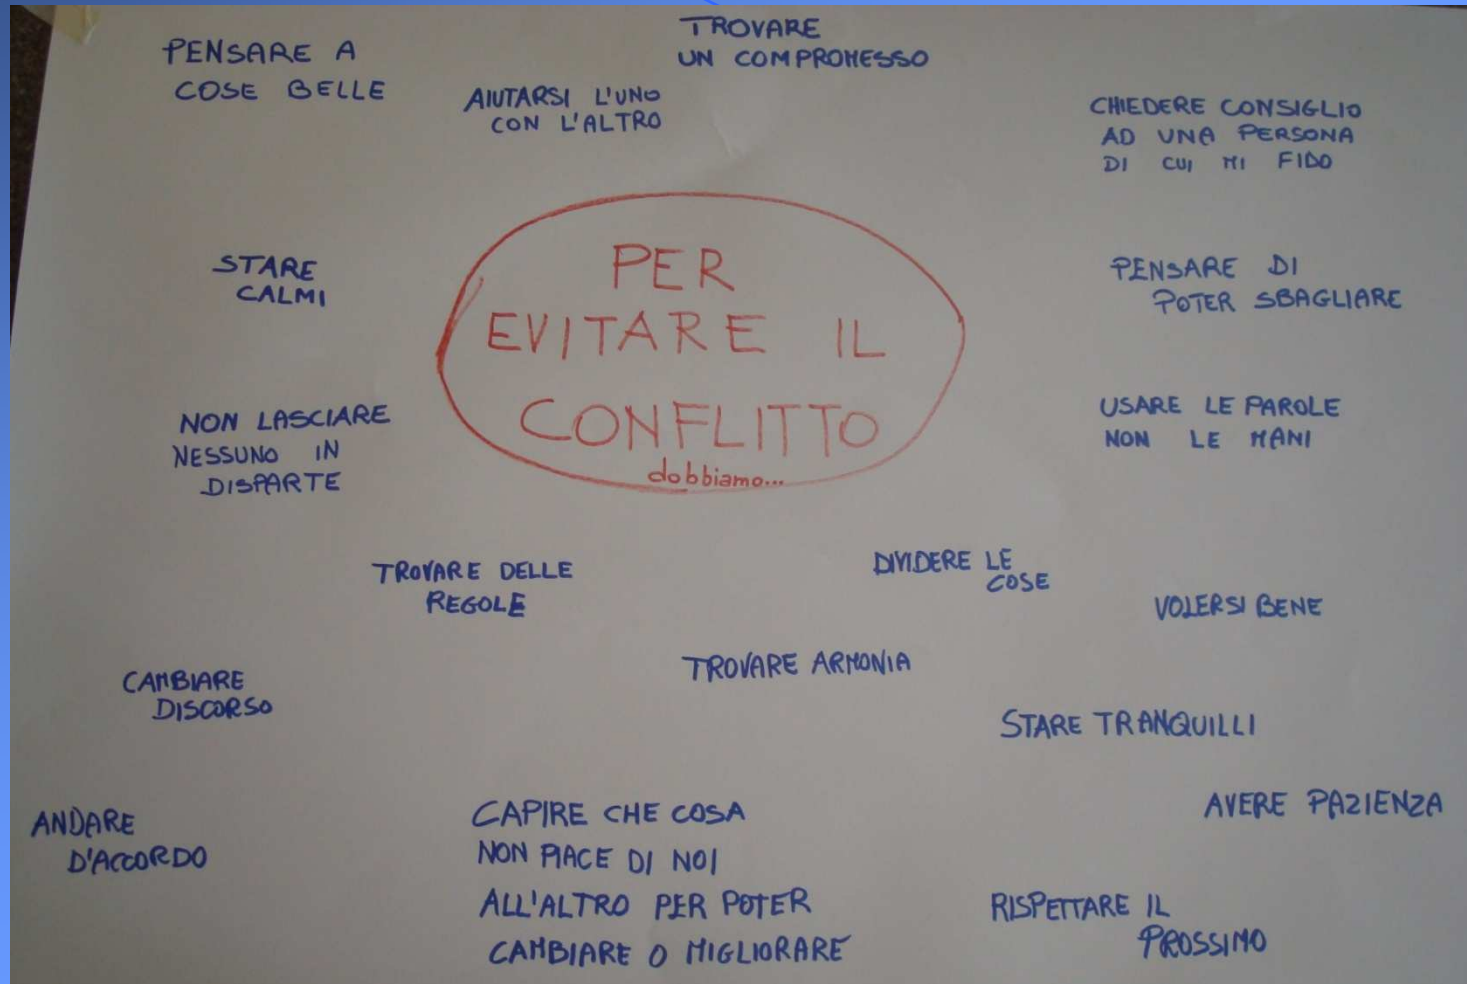 PENSARE A
COSE BELLE
TROVARE
UN COMPROMESSO
AIUTARSI L'UNO
CON L'ALTRO
CHIEDERE CONSIGLIO
AD UNA PERSONA
DI CUI MI FIDO
STARE
CALMI
PER
EVITARE IL
CONFLITTO
dobbiamo...
PENSARE DI
POTER SBAGLIARE
NON LASCIARE
NESSUNO IN
DISPARTE
USARE LE PAROLE
NON LE MANI
TROVARE DELLE
REGOLE
DIVIDERE LE
COSE
VOLERSI BENE
CAMBIARE
DISCORSO
TROVARE ARMONIA
STARE TRANQUILLI
ANDARE
D'ACCORDO
CAPIRE CHE COSA
NON PIACE DI NOI
ALL'ALTRO PER POTER
CAMBIARE O MIGLIORARE
AVERE PAZIENZA
RISPETTARE IL
PROSSIMO